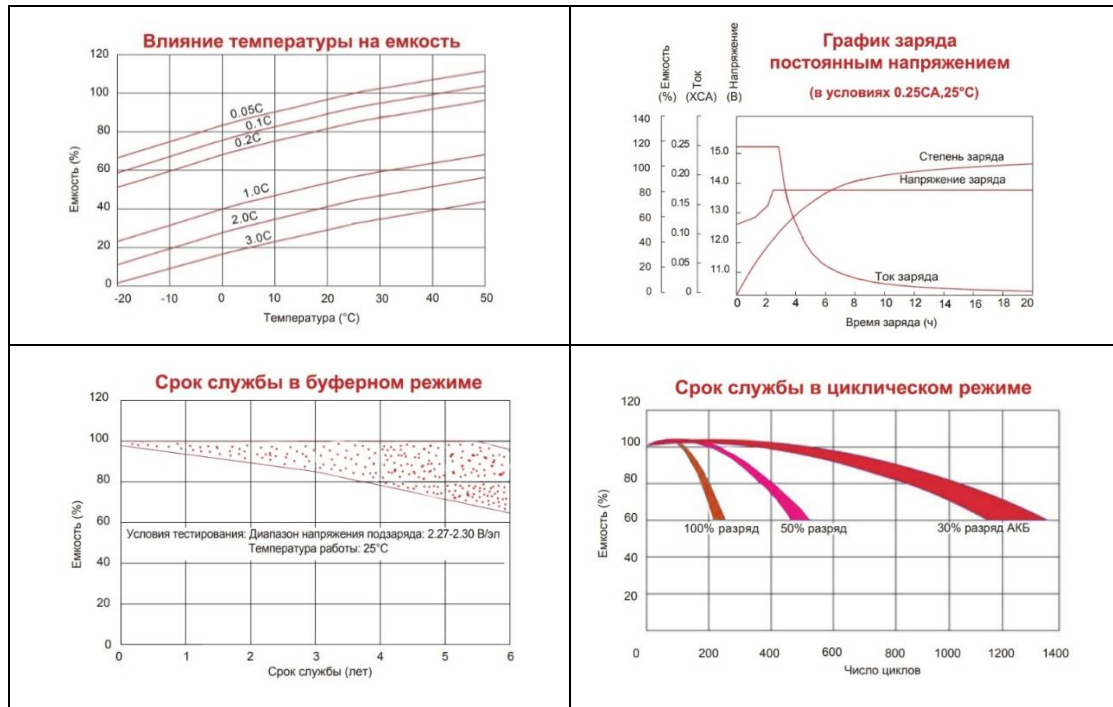 Влияние температуры на емкость
120
100
80
60
40
20
0
Емкость (%)
0.05C
0.1C
0.2C
1.0C
2.0C
3.0C
-20 -10 0 10 20 30 40 50
Температура (°C)
График заряда
постоянным напряжением
(в условиях 0.25CA,25°C)
Емкость
(%)
Ток
(XCA)
Напряжение
(В)
140
120
100
80
60
40
20
0
0.25
0.20
0.15
0.10
0.05
0
15.0
14.0
13.0
12.0
11.0
Степень заряда
Напряжение заряда
Ток заряда
0 2 4 6 8 10 12 14 16 18 20
Время заряда (ч)
Срок службы в буферном режиме
120
100
80
60
40
20
0
Емкость (%)
Условия тестирования: Диапазон напряжения подзаряда: 2.27-2.30 В/эл
Температура работы: 25°C
0 1 2 3 4 5 6
Срок службы (лет)
Срок службы в циклическом режиме
120
100
80
60
40
20
Емкость (%)
100% разряд
50% разряд
30% разряд АКБ
0 200 400 600 800 1000 1200 1400
Число циклов